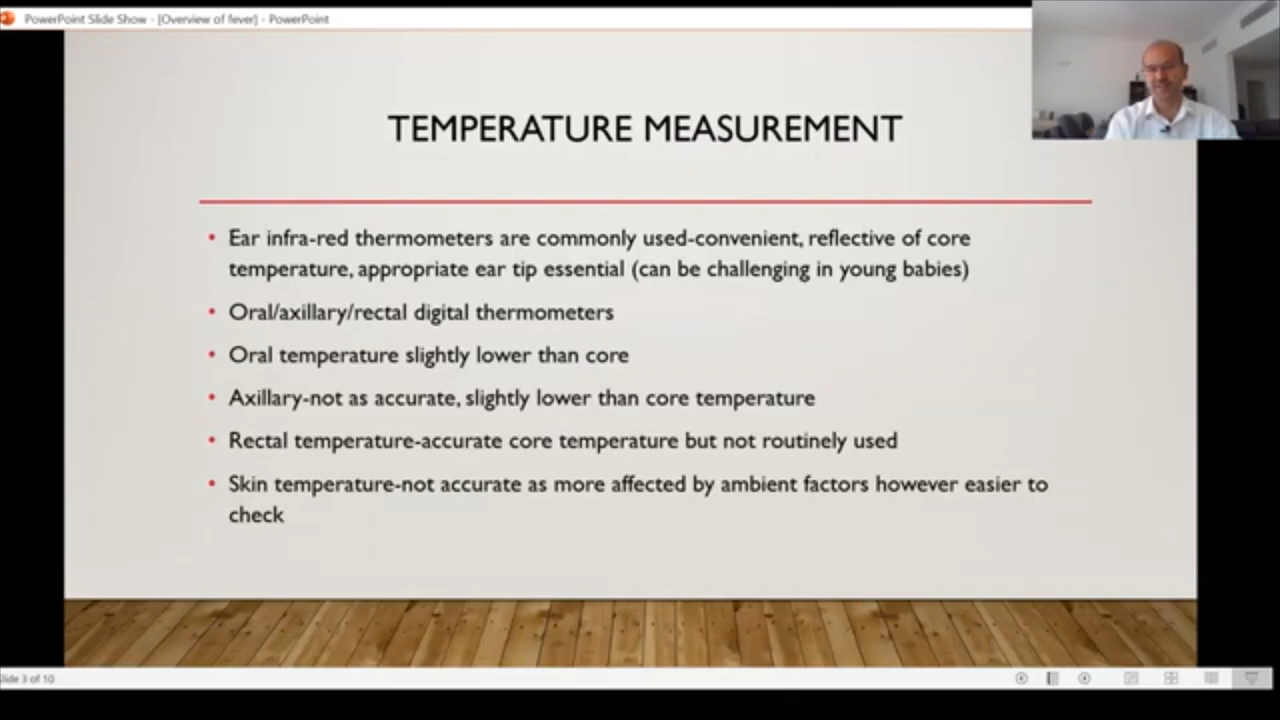 PowerPoint Slide Show - [Overview of fever] - PowerPoint
TEMPERATURE MEASUREMENT
• Ear infra-red thermometers are commonly used-convenient, reflective of core
temperature, appropriate ear tip essential (can be challenging in young babies)
• Oral/axillary/rectal digital thermometers
• Oral temperature slightly lower than core
• Axillary-not as accurate, slightly lower than core temperature
• Rectal temperature-accurate core temperature but not routinely used
• Skin temperature-not accurate as more affected by ambient factors however easier to
check
Slide 3 of 10